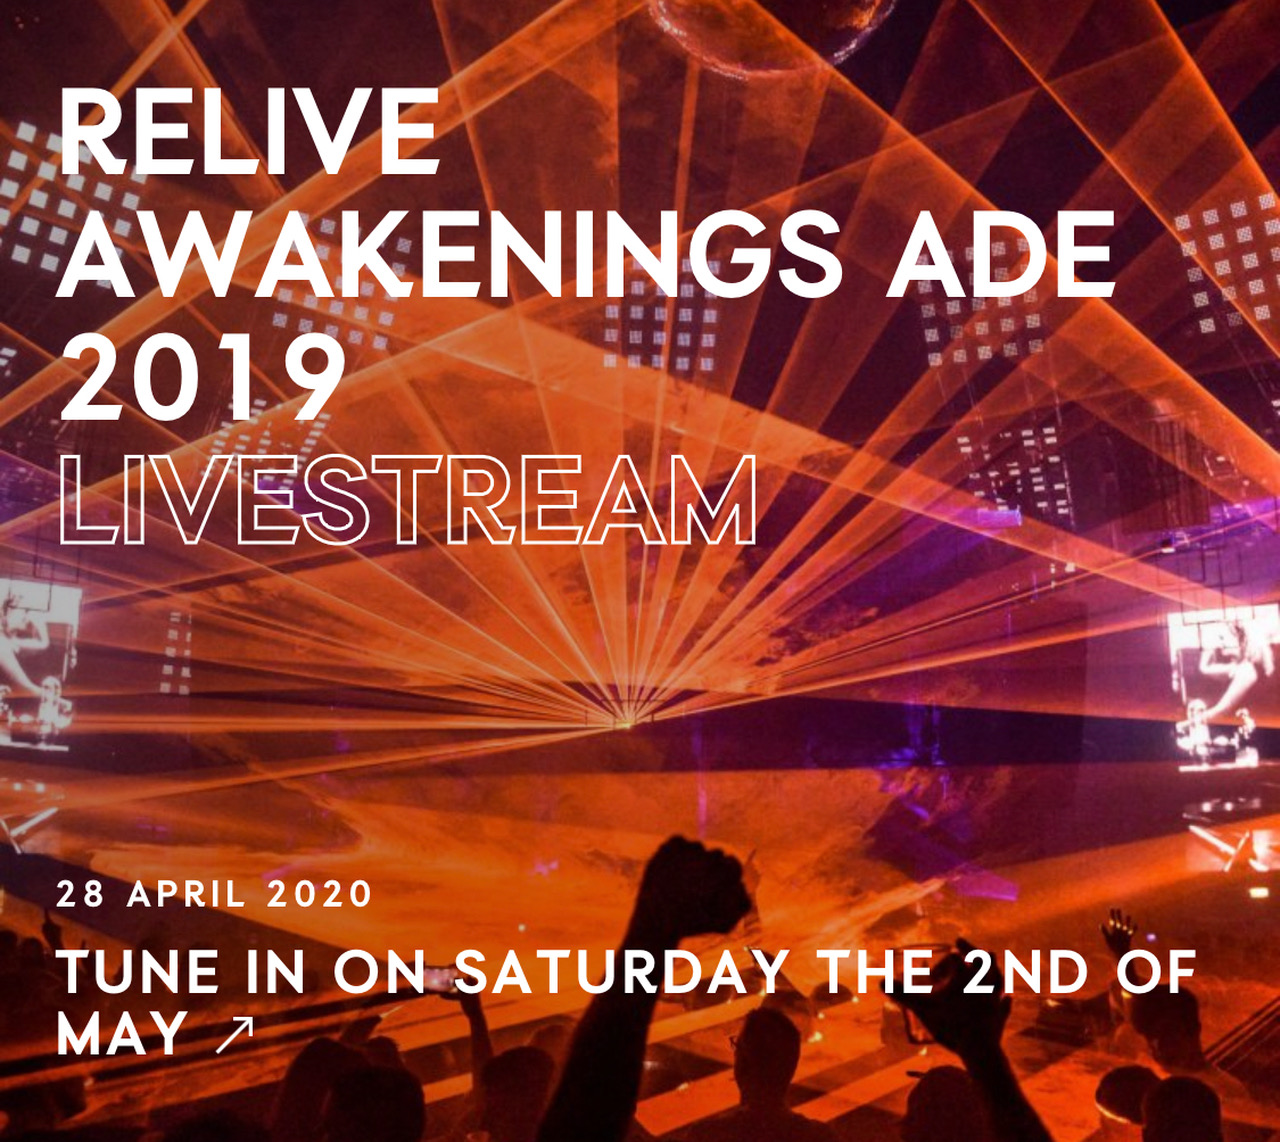 RELIVE
AWAKENINGS ADE
2019
LIVESTREAM
28 APRIL 2020
TUNE IN ON SATURDAY THE 2ND OF
MAY ↗